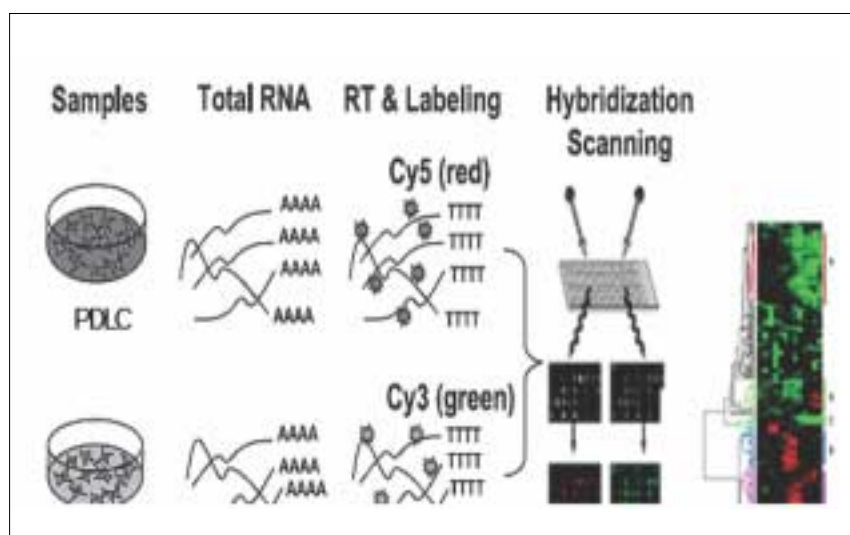 Samples
Total RNA
RT & Labeling
Hybridization
Scanning
Cy5 (red)
AAAA
AAAA
AAAA
AAAA
TTTT
TTTT
TTTT
TTTT
PDLC
Cy3 (green)
AAAA
AAAA
AAAA
TTTT
TTTT
TTTT